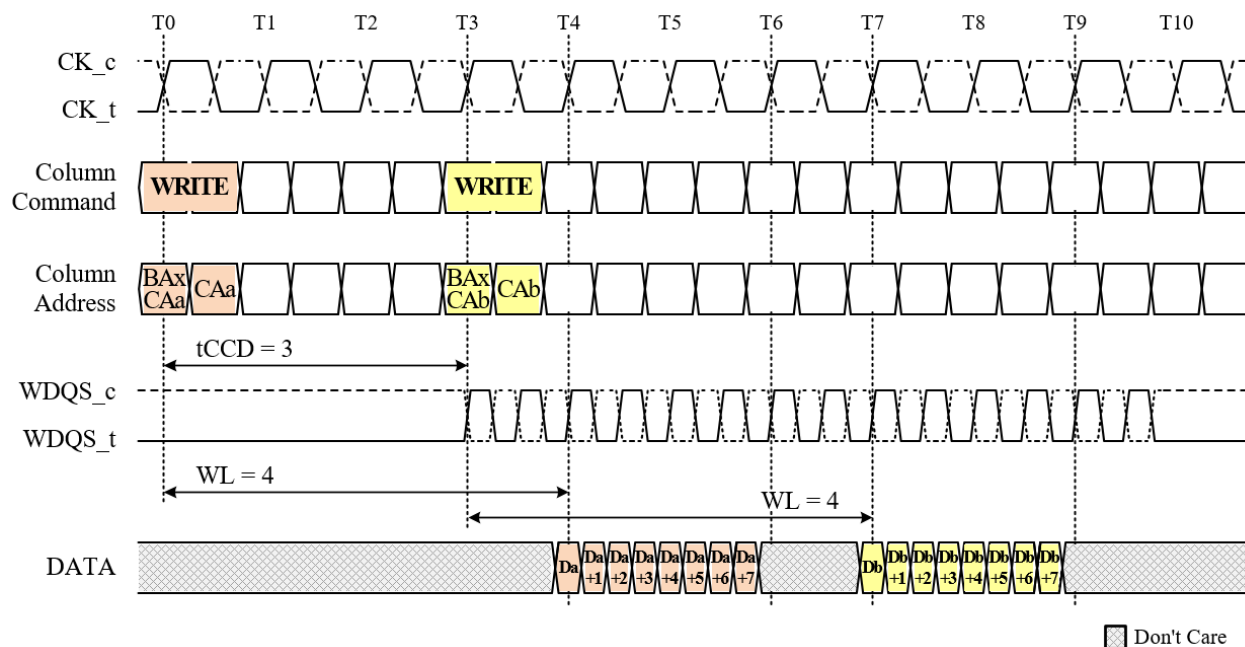 T0 T1 T2 T3 T4 T5 T6 T7 T8 T9 T10
CK_c
CK_t
Column
Command
WRITE WRITE
Column
Address
BAx
CAa
CAa
BAx
CAb
CAb
tCCD = 3
WDQS_c
WDQS_t
WL = 4
WL = 4
DATA
Da
Da
+1
Da
+2
Da
+3
Da
+4
Da
+5
Da
+6
Da
+7
Db
Db
+1
Db
+2
Db
+3
Db
+4
Db
+5
Db
+6
Db
+7
Don't Care